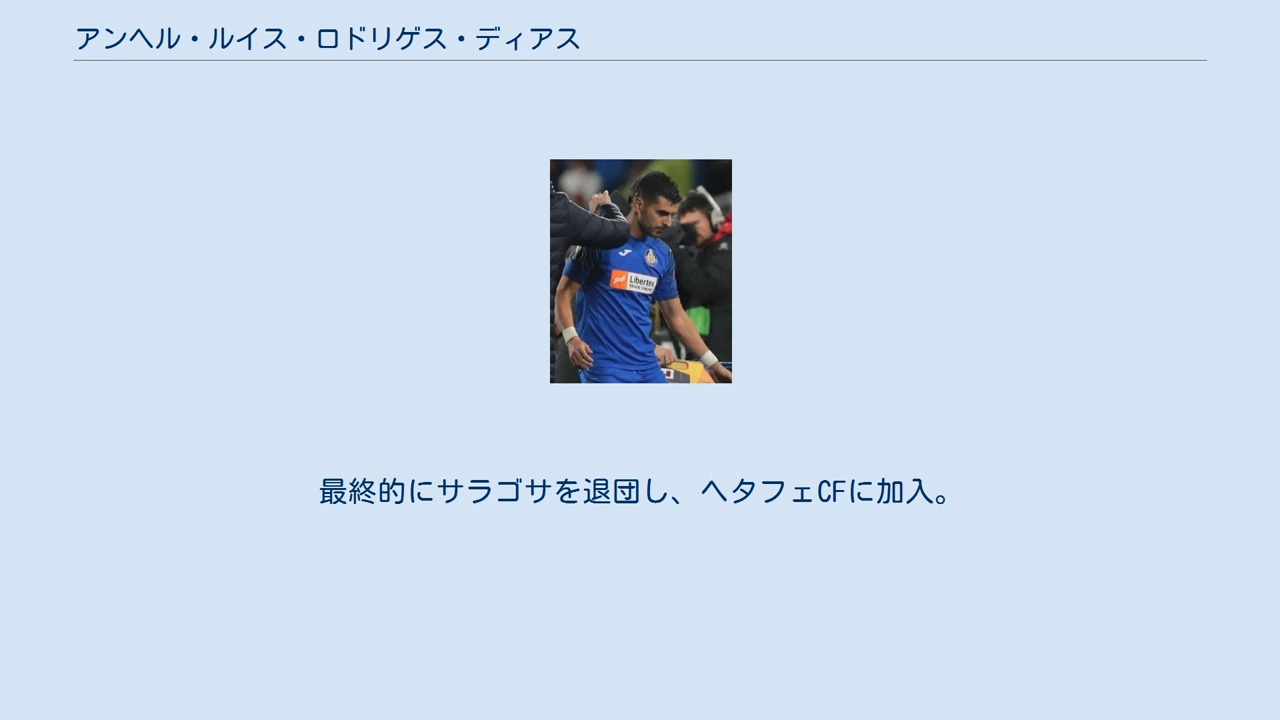 アンヘル・ルイス・ロドリゲス・ディアス
Libertex
最終的にサラゴサを退団し、ヘタフェCFに加入。